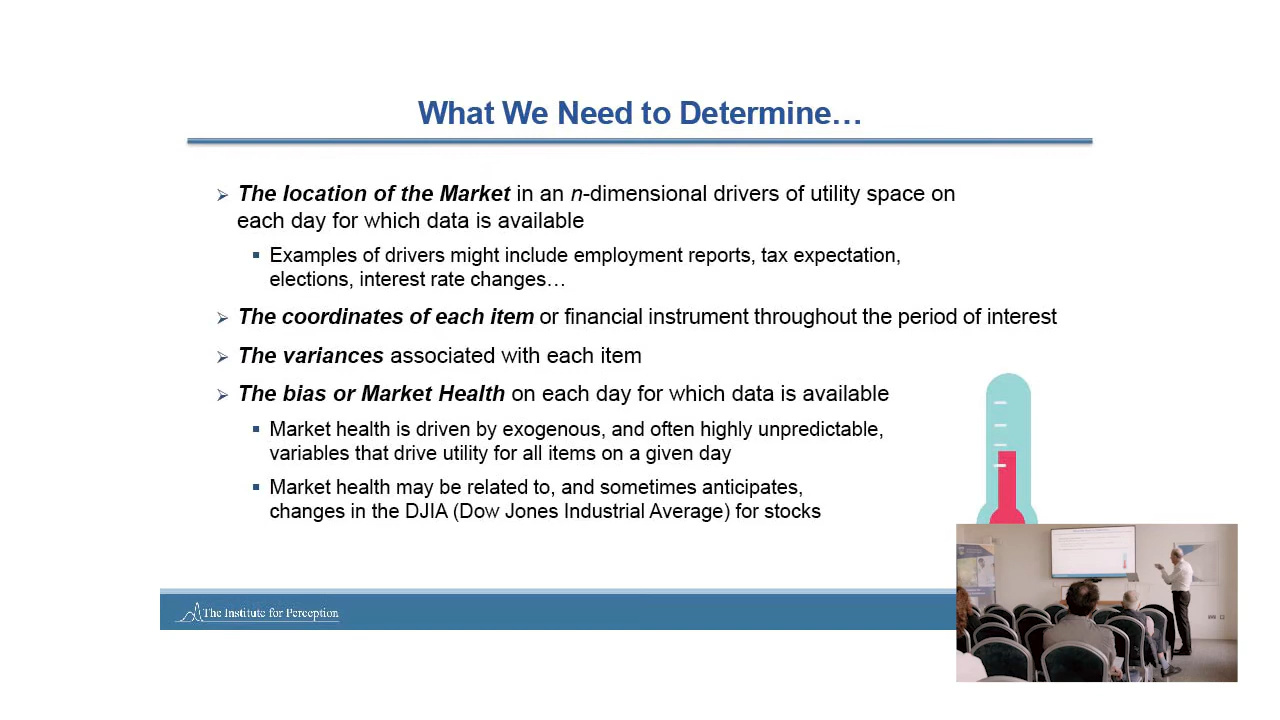 What We Need to Determine…
The location of the Market in an n-dimensional drivers of utility space on
each day for which data is available
Examples of drivers might include employment reports, tax expectation,
elections, interest rate changes…
The coordinates of each item or financial instrument throughout the period of interest
The variances associated with each item
The bias or Market Health on each day for which data is available
Market health is driven by exogenous, and often highly unpredictable,
variables that drive utility for all items on a given day
Market health may be related to, and sometimes anticipates,
changes in the DJIA (Dow Jones Industrial Average) for stocks
The Institute for Perception